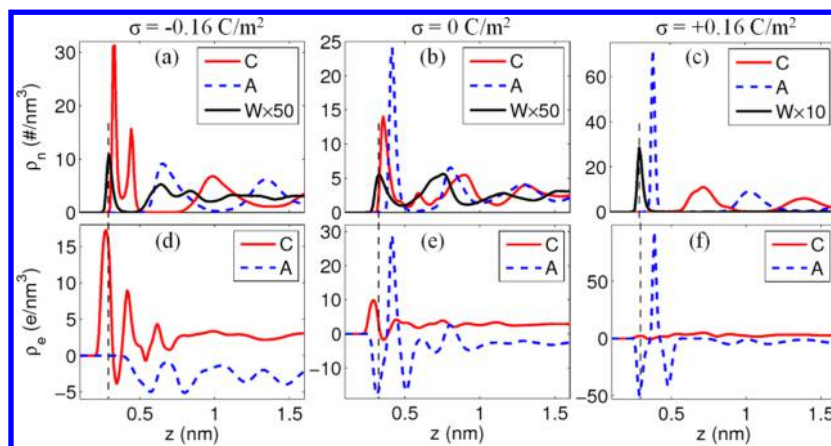 σ = -0.16 C/m²
σ = 0 C/m²
σ = +0.16 C/m²
ρn (#/nm³)
30
20
10
0
(a)
C
A
W×50
25
20
15
10
5
0
(b)
C
A
W×50
60
40
20
0
(c)
C
A
W×10
ρe (e/nm³)
15
10
5
0
−5
(d)
C
A
30
20
10
0
−10
(e)
C
A
50
0
−50
(f)
C
A
0.5
1
1.5
0.5
1
1.5
0.5
1
1.5
z (nm)
z (nm)
z (nm)